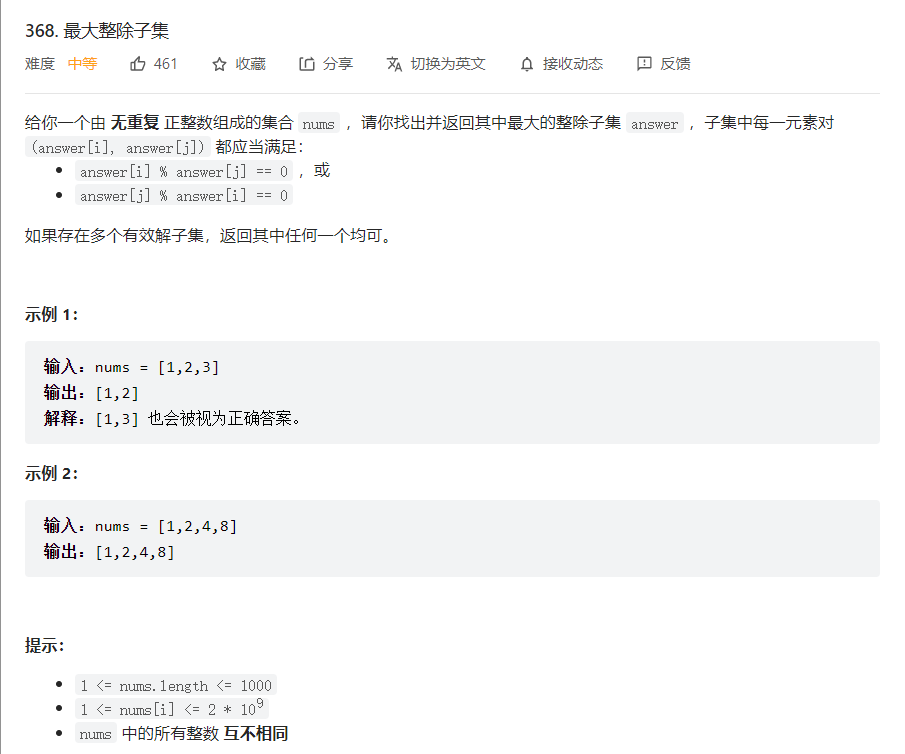 368. 最大整除子集
难度 中等 461 收藏 分享 切换为英文 接收动态 反馈
给你一个由 无重复 正整数组成的集合 nums ，请你找出并返回其中最大的整除子集 answer ，子集中每一元素对
(answer[i], answer[j]) 都应当满足：
• answer[i] % answer[j] == 0 ，或
• answer[j] % answer[i] == 0
如果存在多个有效解子集，返回其中任何一个均可。
示例 1：
输入：nums = [1,2,3]
输出：[1,2]
解释：[1,3] 也会被视为正确答案。
示例 2：
输入：nums = [1,2,4,8]
输出：[1,2,4,8]
提示：
• 1 <= nums.length <= 1000
• 1 <= nums[i] <= 2 * 10⁹
• nums 中的所有整数 互不相同